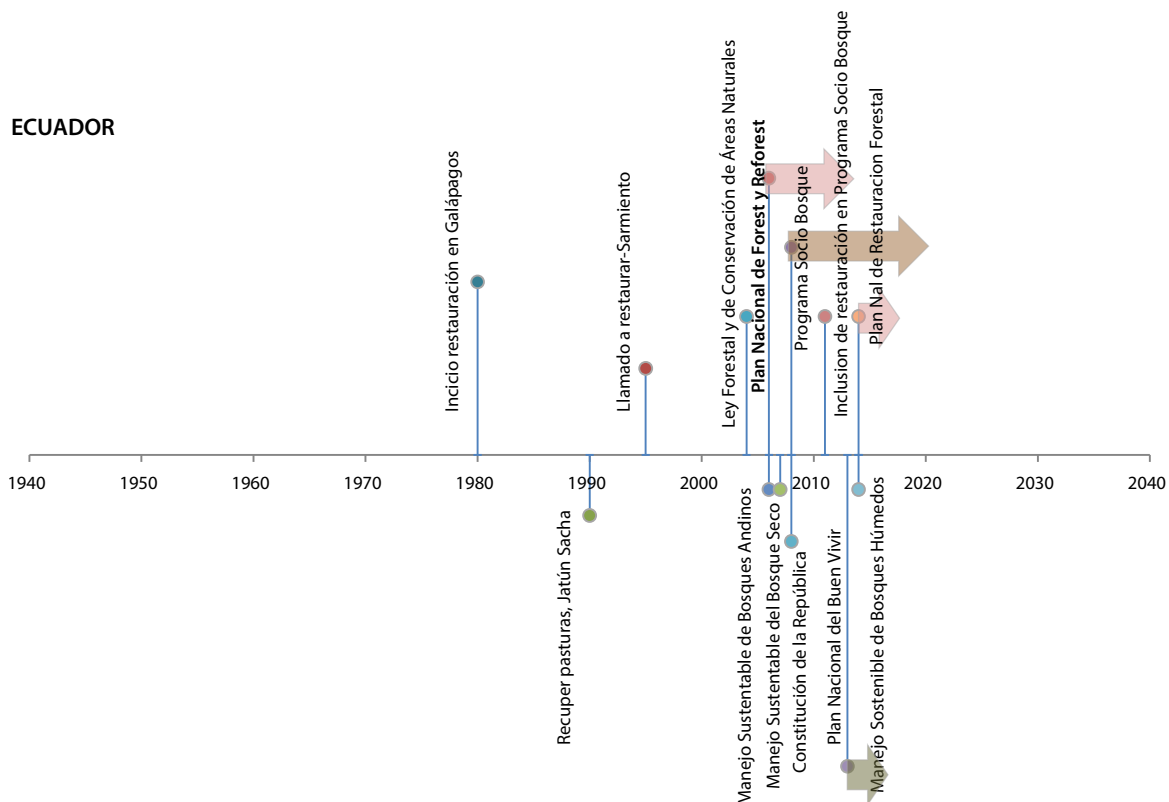 ECUADOR
Incicio restauración en Galápagos
Llamado a restaurar-Sarmiento
Ley Forestal y de Conservación de Áreas Naturales
Plan Nacional de Forest y Reforest
Programa Socio Bosque
Inclusion de restauración en Programa Socio Bosque
Plan Nal de Restauracion Forestal
1940 1950 1960 1970 1980 1990 2000 2010 2020 2030 2040
Recuper pasturas, Jatún Sacha
Manejo Sustentable de Bosques Andinos
Manejo Sustentable del Bosque Seco
Constitución de la República
Plan Nacional del Buen Vivir
Manejo Sostenible de Bosques Húmedos